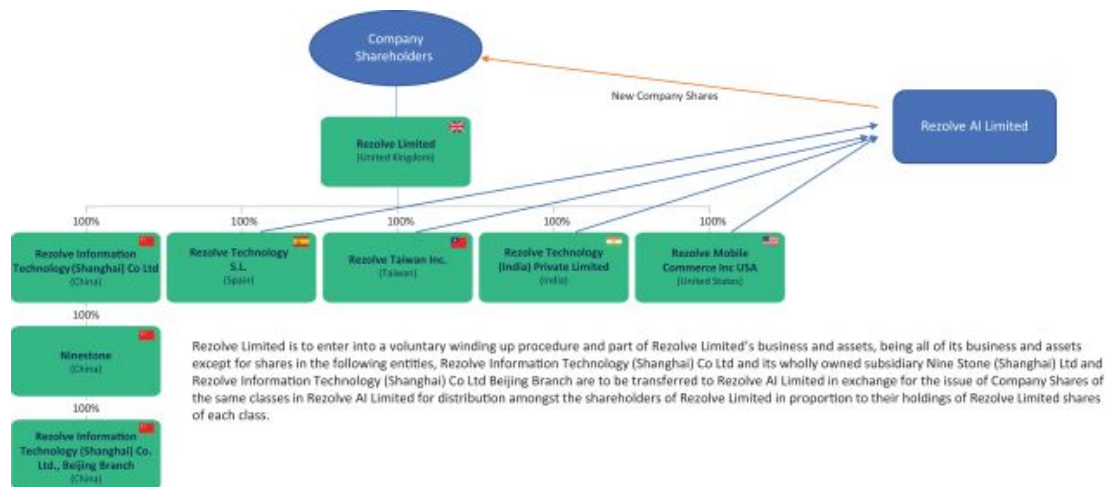 Company
Shareholders
New Company Shares
Rezolve AI Limited
Rezolve Limited
(United Kingdom)
100%
100%
100%
100%
100%
Rezolve Information
Technology (Shanghai) Co Ltd
(China)
Rezolve Technology
S.L.
(Spain)
Rezolve Taiwan Inc.
(Taiwan)
Rezolve Technology
(India) Private Limited
(India)
Rezolve Mobile
Commerce Inc USA
(United States)
100%
Ninestone
(China)
100%
Rezolve Information
Technology (Shanghai) Co.
Ltd., Beijing Branch
(China)
Rezolve Limited is to enter into a voluntary winding up procedure and part of Rezolve Limited's business and assets, being all of its business and assets
except for shares in the following entities, Rezolve Information Technology (Shanghai) Co Ltd and its wholly owned subsidiary Nine Stone (Shanghai) Ltd and
Rezolve Information Technology (Shanghai) Co Ltd Beijing Branch are to be transferred to Rezolve AI Limited in exchange for the issue of Company Shares of
the same classes in Rezolve AI Limited for distribution amongst the shareholders of Rezolve Limited in proportion to their holdings of Rezolve Limited shares
of each class.